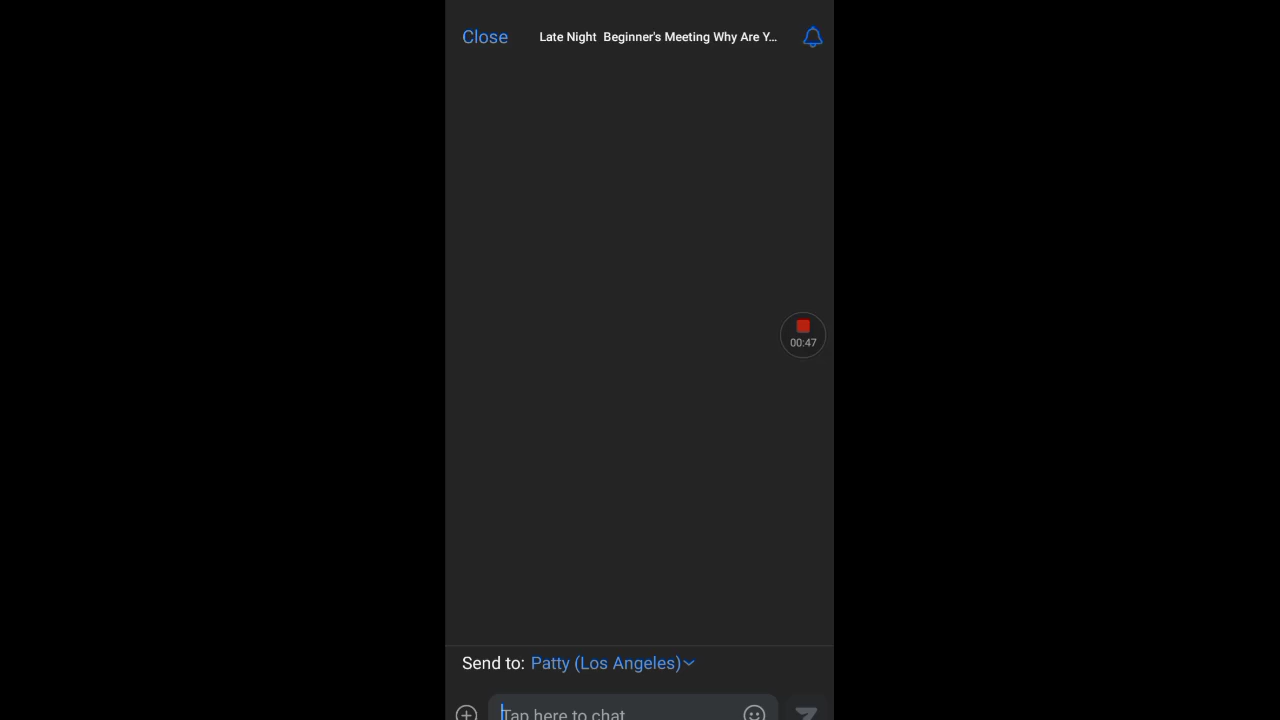 Close
Late Night  Beginner's Meeting Why Are Y...
00:47
Send to: Patty (Los Angeles)
Tap here to chat